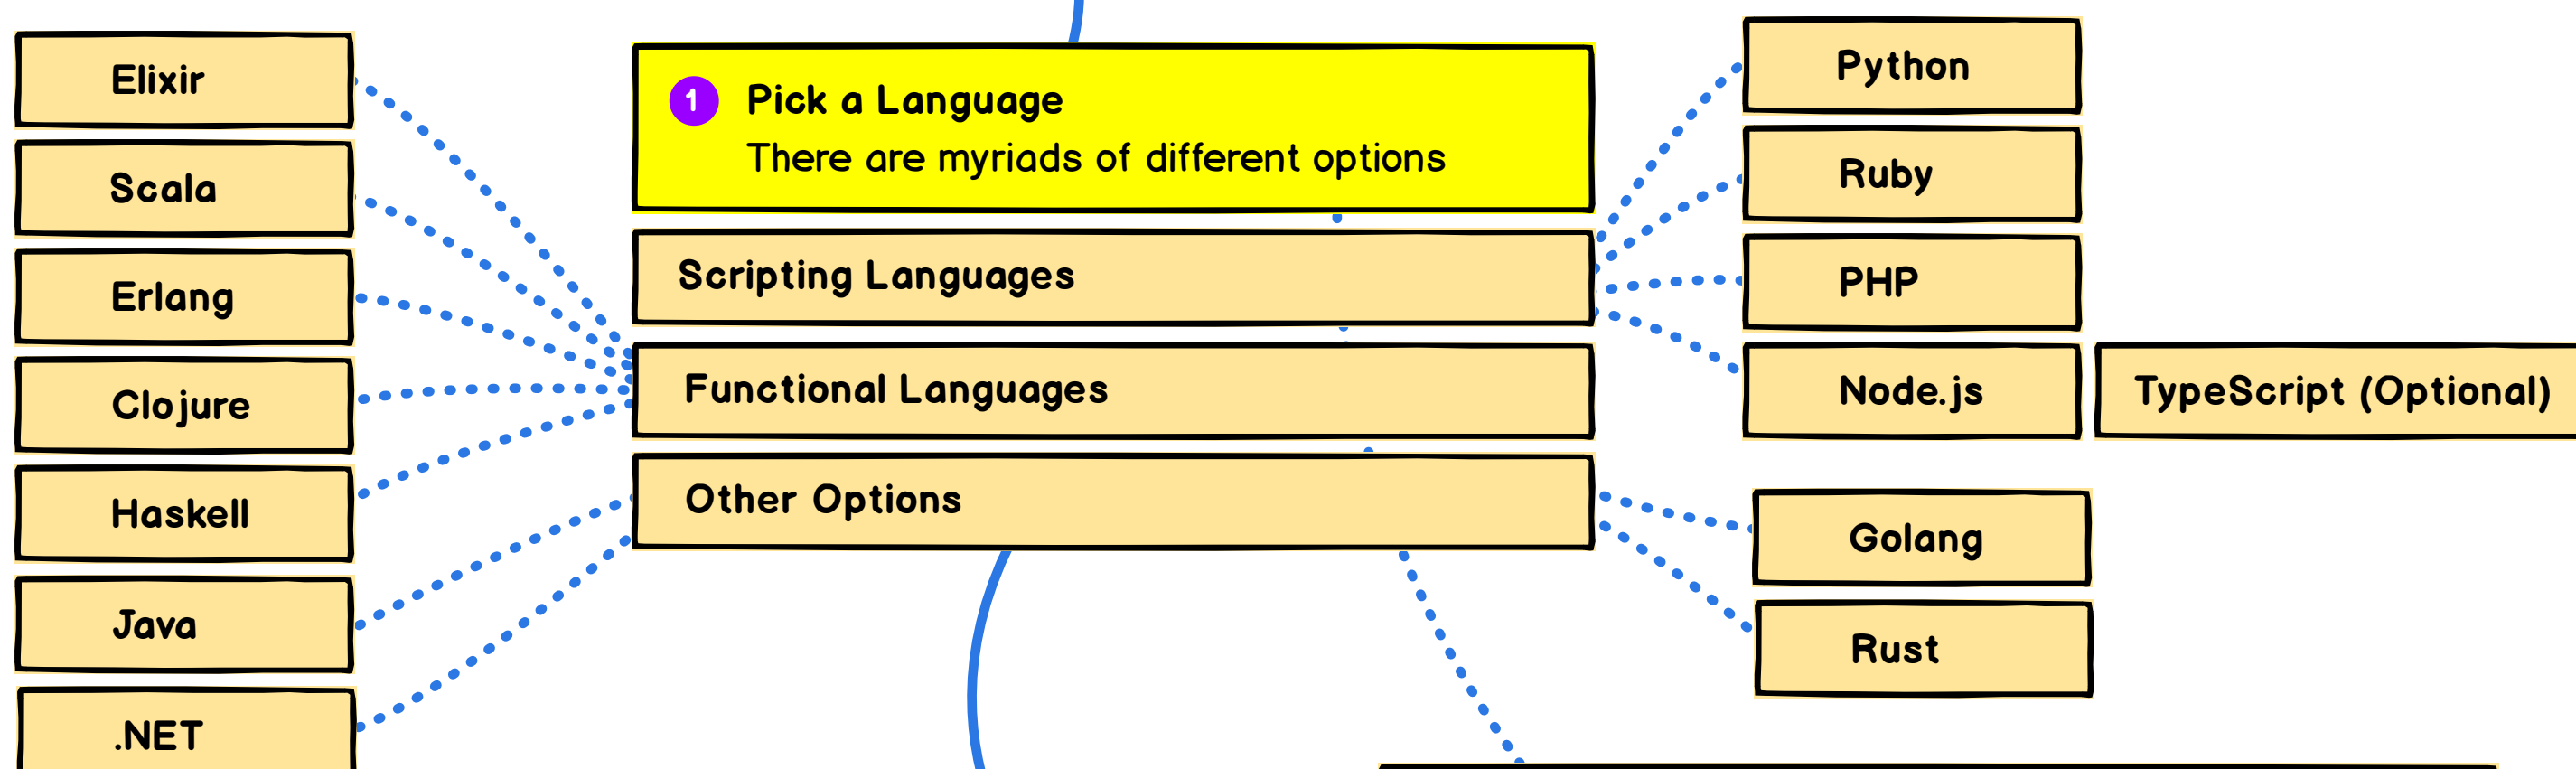 Elixir
Scala
Erlang
Clojure
Haskell
Java
.NET
1 Pick a Language
There are myriads of different options
Scripting Languages
Functional Languages
Other Options
Python
Ruby
PHP
Node.js
TypeScript (Optional)
Golang
Rust